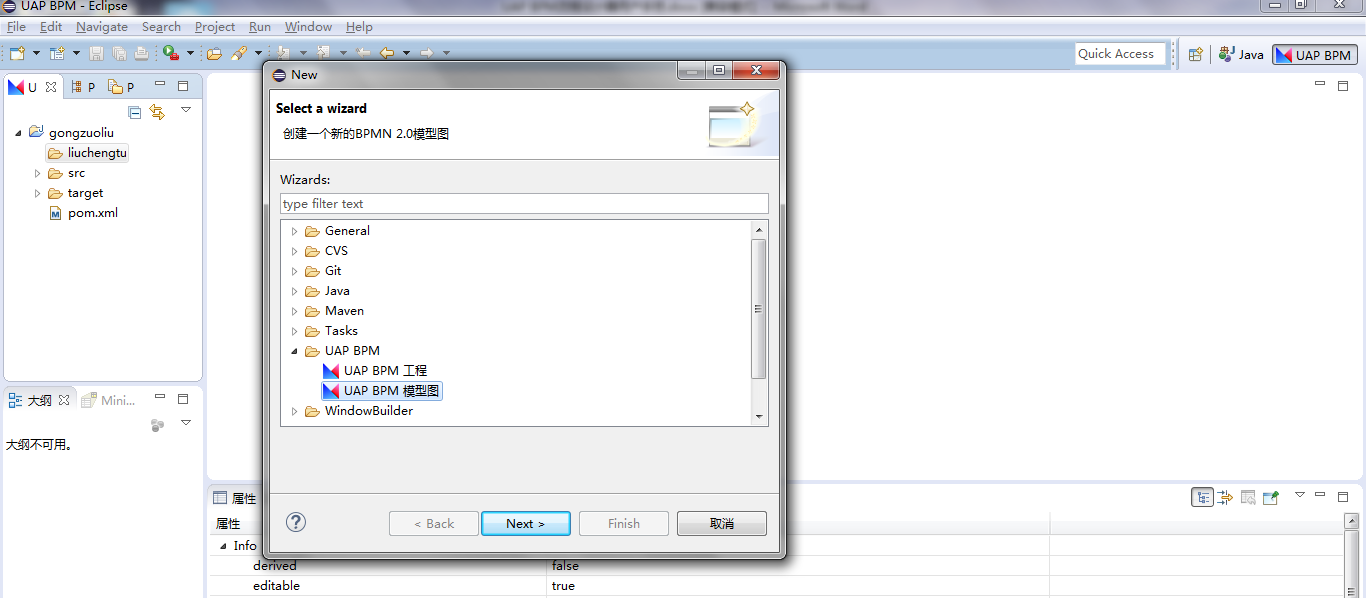 UAP BPM - Eclipse
File Edit Navigate Search Project Run Window Help
Quick Access
Java
UAP BPM
U
P
P
gongzuoliu
liuchengtu
src
target
pom.xml
New
Select a wizard
创建一个新的BPMN 2.0模型图
Wizards:
type filter text
General
CVS
Git
Java
Maven
Tasks
UAP BPM
UAP BPM 工程
UAP BPM 模型图
WindowBuilder
< Back
Next >
Finish
取消
大纲
Mini...
大纲不可用。
属性
属性
Info
derived false
editable true